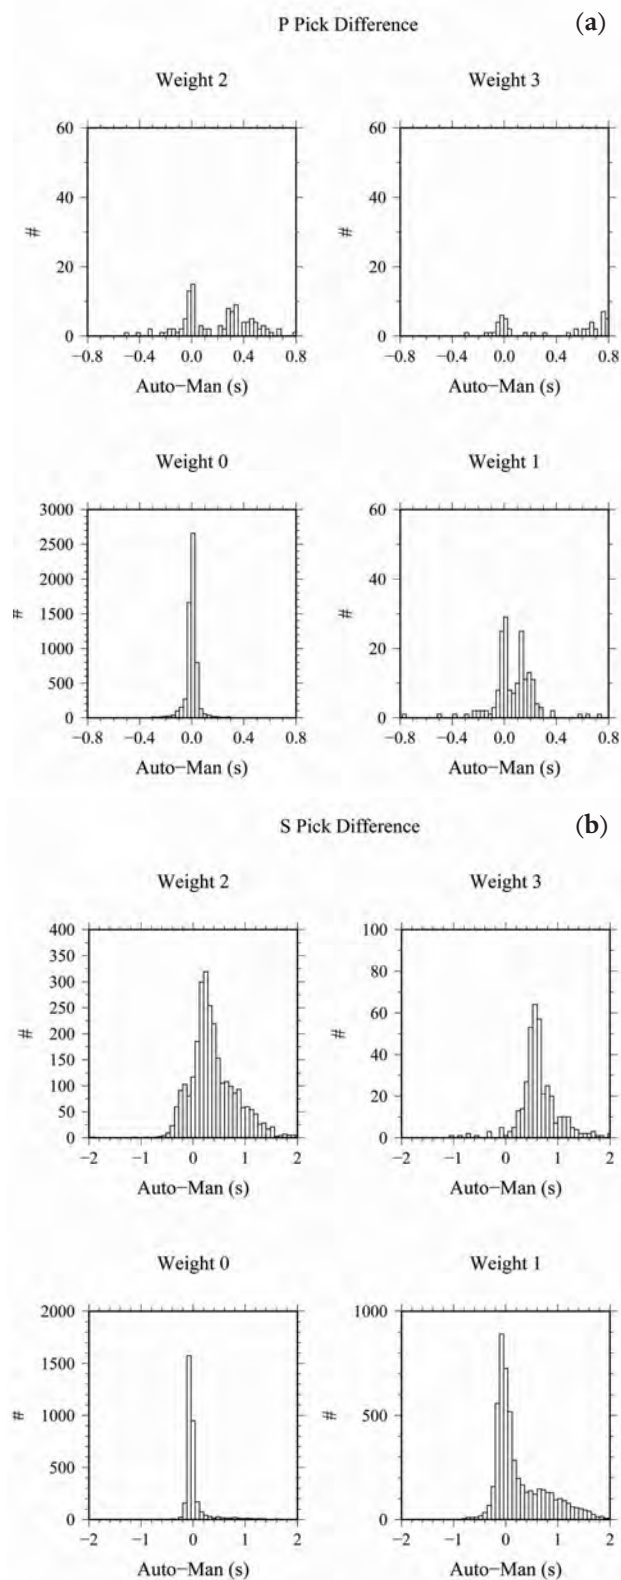 P Pick Difference (a)
Weight 2 Weight 3
60 60
40 40
# #
20 20
0 0
−0.8 −0.4 0.0 0.4 0.8 −0.8 −0.4 0.0 0.4 0.8
Auto−Man (s) Auto−Man (s)
Weight 0 Weight 1
3000 60
2500
2000 40
# #
1500
1000 20
500
0 0
−0.8 −0.4 0.0 0.4 0.8 −0.8 −0.4 0.0 0.4 0.8
Auto−Man (s) Auto−Man (s)
S Pick Difference (b)
Weight 2 Weight 3
400 100
350
300 80
250 60
# #
200
150 40
100 20
50
0 0
−2 −1 0 1 2 −2 −1 0 1 2
Auto−Man (s) Auto−Man (s)
Weight 0 Weight 1
2000 1000
1500
# #
1000 500
500
0 0
−2 −1 0 1 2 −2 −1 0 1 2
Auto−Man (s) Auto−Man (s)